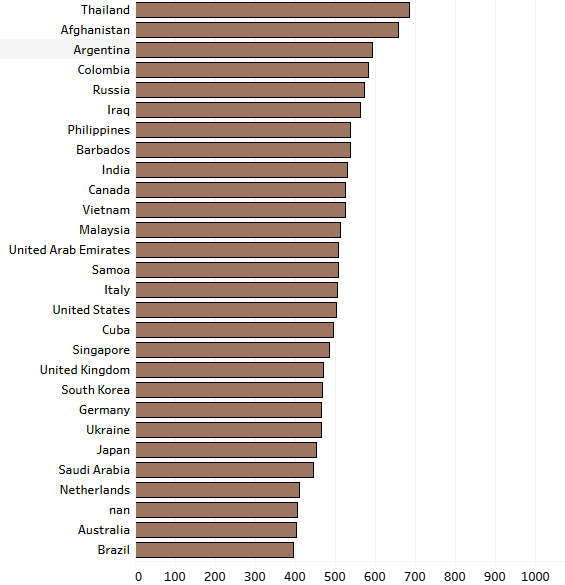 Thailand
Afghanistan
Argentina
Colombia
Russia
Iraq
Philippines
Barbados
India
Canada
Vietnam
Malaysia
United Arab Emirates
Samoa
Italy
United States
Cuba
Singapore
United Kingdom
South Korea
Germany
Ukraine
Japan
Saudi Arabia
Netherlands
nan
Australia
Brazil
0 100 200 300 400 500 600 700 800 900 1000